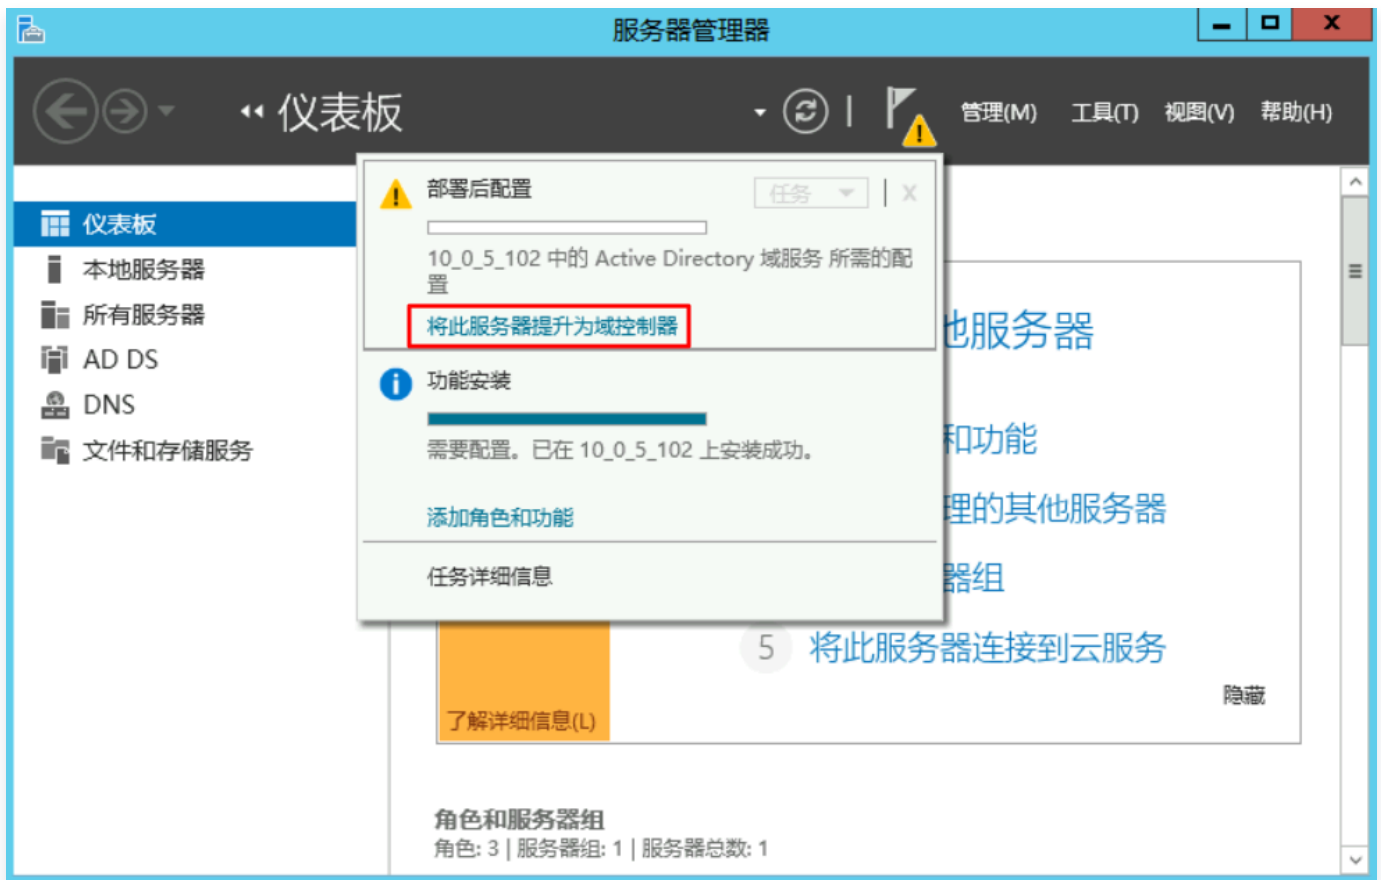 服务器管理器
仪表板
管理(M) 工具(T) 视图(V) 帮助(H)
仪表板
本地服务器
所有服务器
AD DS
DNS
文件和存储服务
部署后配置
任务
10_0_5_102 中的 Active Directory 域服务 所需的配
置
将此服务器提升为域控制器
功能安装
需要配置。已在 10_0_5_102 上安装成功。
添加角色和功能
任务详细信息
服务器
和功能
理的其他服务器
器组
5 将此服务器连接到云服务
隐藏
了解详细信息(L)
角色和服务器组
角色: 3 | 服务器组: 1 | 服务器总数: 1